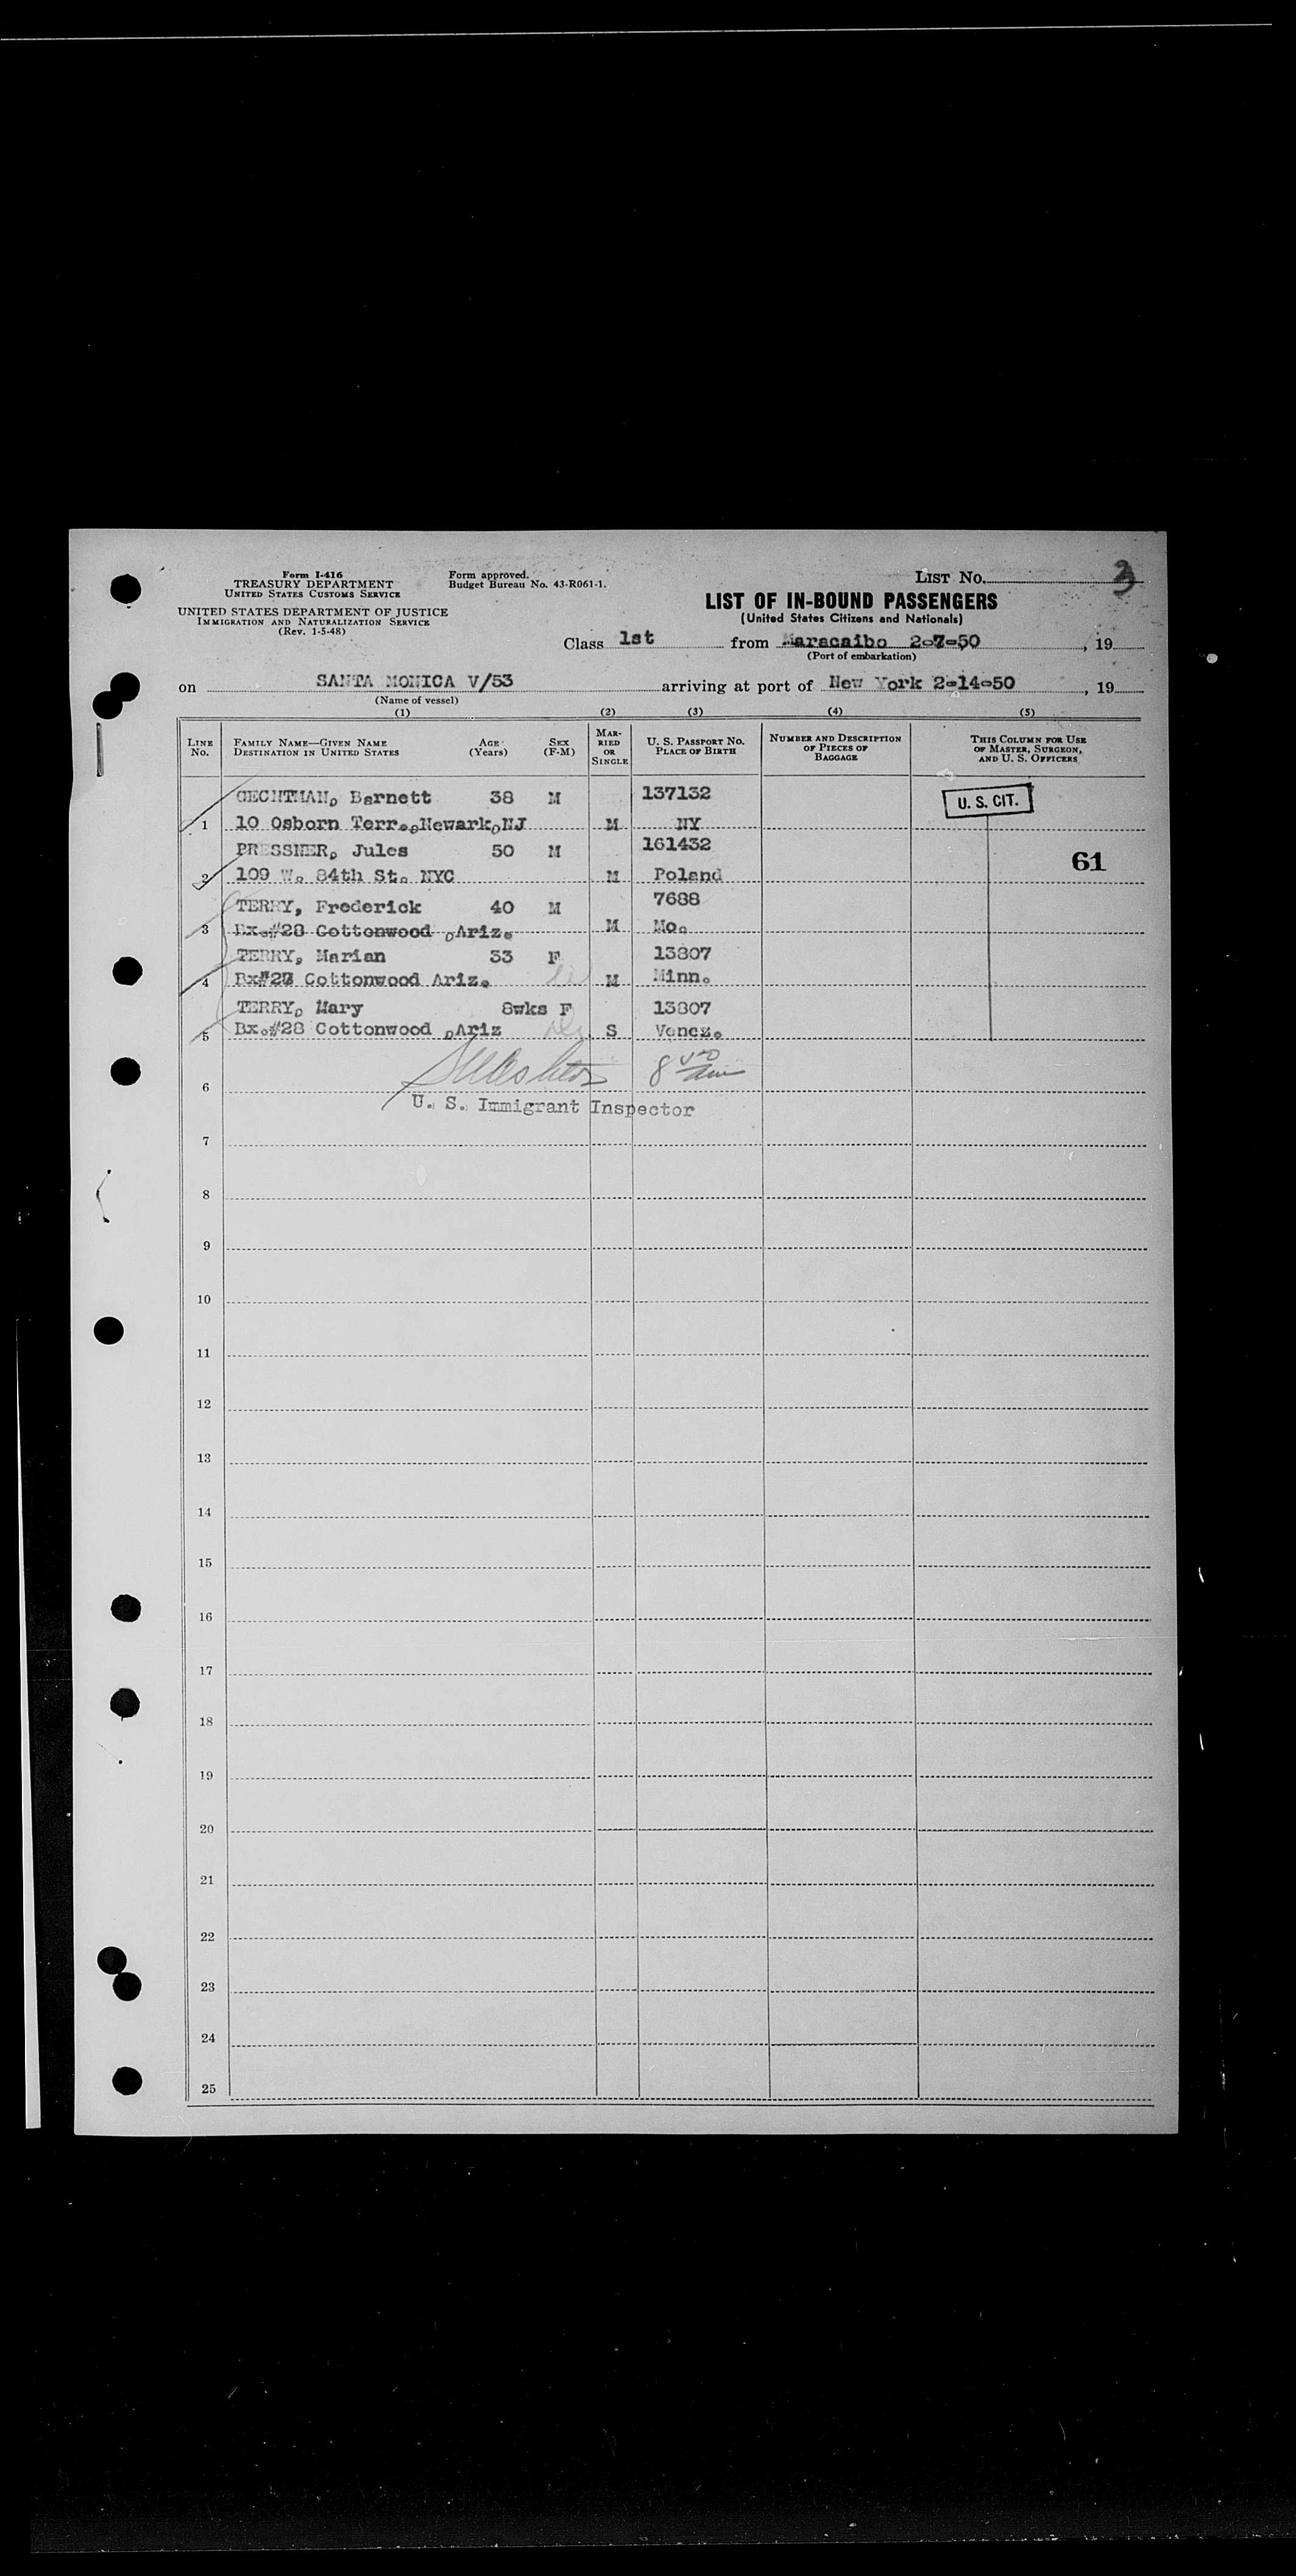 Form I-416
TREASURY DEPARTMENT
UNITED STATES CUSTOMS SERVICE
UNITED STATES DEPARTMENT OF JUSTICE
IMMIGRATION AND NATURALIZATION SERVICE
(Rev. 1-5-48)
Form approved.
Budget Bureau No. 43-R061-1.
LIST NO. 3
LIST OF IN-BOUND PASSENGERS
(United States Citizens and Nationals)
Class 1st from Maracaibo 2-7-50, 19
(Port of embarkation)
on SANTA MONICA V/53 arriving at port of New York 2-14-50, 19
(Name of vessel)
(1) (2) (3) (4) (5)
LINE NO.
FAMILY NAME—GIVEN NAME
DESTINATION IN UNITED STATES
AGE (Years)
SEX (F-M)
MARRIED OR SINGLE
U. S. PASSPORT NO.
PLACE OF BIRTH
NUMBER AND DESCRIPTION OF PIECES OF BAGGAGE
THIS COLUMN FOR USE OF MASTER, SURGEON, AND U. S. OFFICERS
GECHTMAN, Barnett 38 M 137132
U. S. CIT.
1 10 Osborn Terr., Newark, NJ M NY
PRESSNER, Jules 50 M 161432
61
2 109 W. 84th St. NYC M Poland
TERRY, Frederick 40 M 7688
3 Bx.#28 Cottonwood ,Ariz. M Mo.
TERRY, Marian 33 F 13807
4 Bx#28 Cottonwood Ariz. M Minn.
TERRY, Mary 8wks F 13807
5 Bx.#28 Cottonwood ,Ariz S Venez.
6
U. S. Immigrant Inspector
7
8
9
10
11
12
13
14
15
16
17
18
19
20
21
22
23
24
25